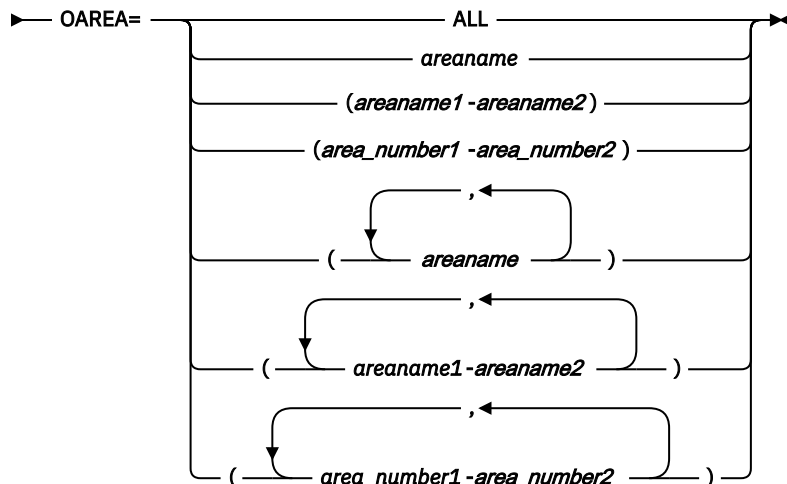 OAREA= ALL
areaname
(areaname1-areaname2)
(area_number1-area_number2)
,
( areaname )
,
( areaname1-areaname2 )
,
( area_number1-area_number2 )